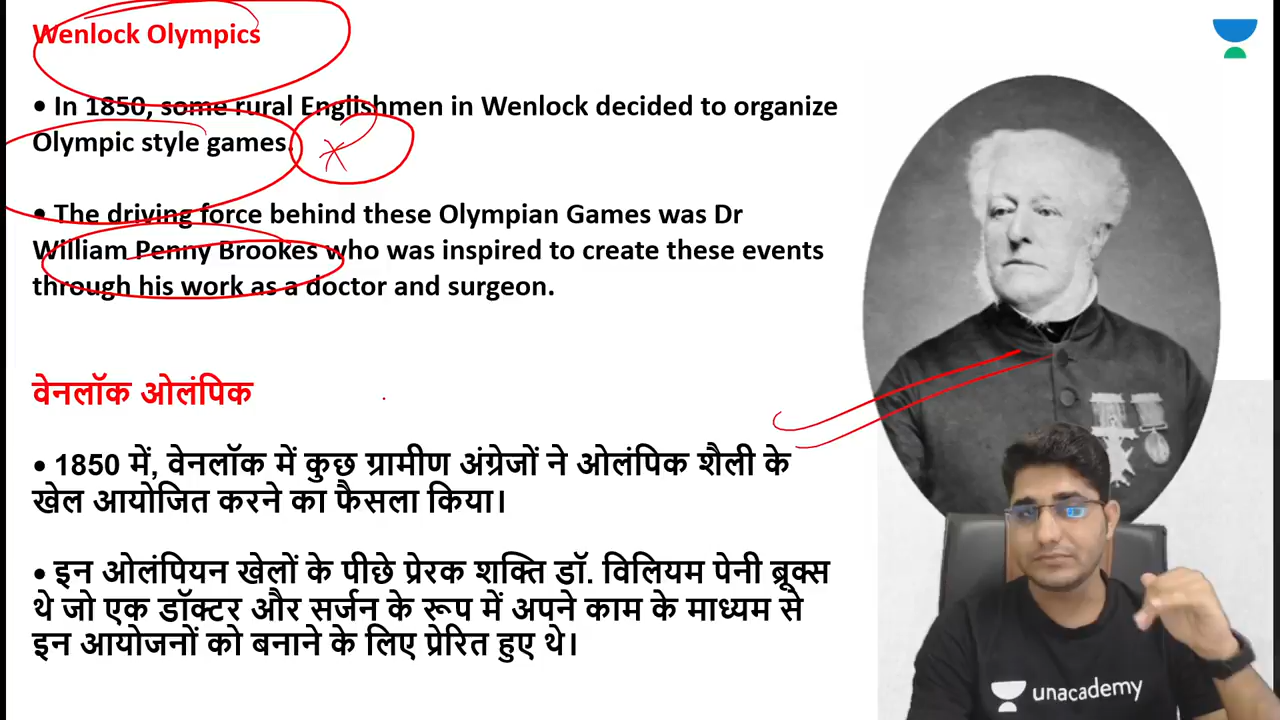 Wenlock Olympics
• In 1850, some rural Englishmen in Wenlock decided to organize
Olympic style games.
• The driving force behind these Olympian Games was Dr
William Penny Brookes who was inspired to create these events
through his work as a doctor and surgeon.
वेनलॉक ओलंपिक
• 1850 में, वेनलॉक में कुछ ग्रामीण अंग्रेजों ने ओलंपिक शैली के
खेल आयोजित करने का फैसला किया।
• इन ओलंपियन खेलों के पीछे प्रेरक शक्ति डॉ. विलियम पेनी ब्रूक्स
थे जो एक डॉक्टर और सर्जन के रूप में अपने काम के माध्यम से
इन आयोजनों को बनाने के लिए प्रेरित हुए थे।
unacademy